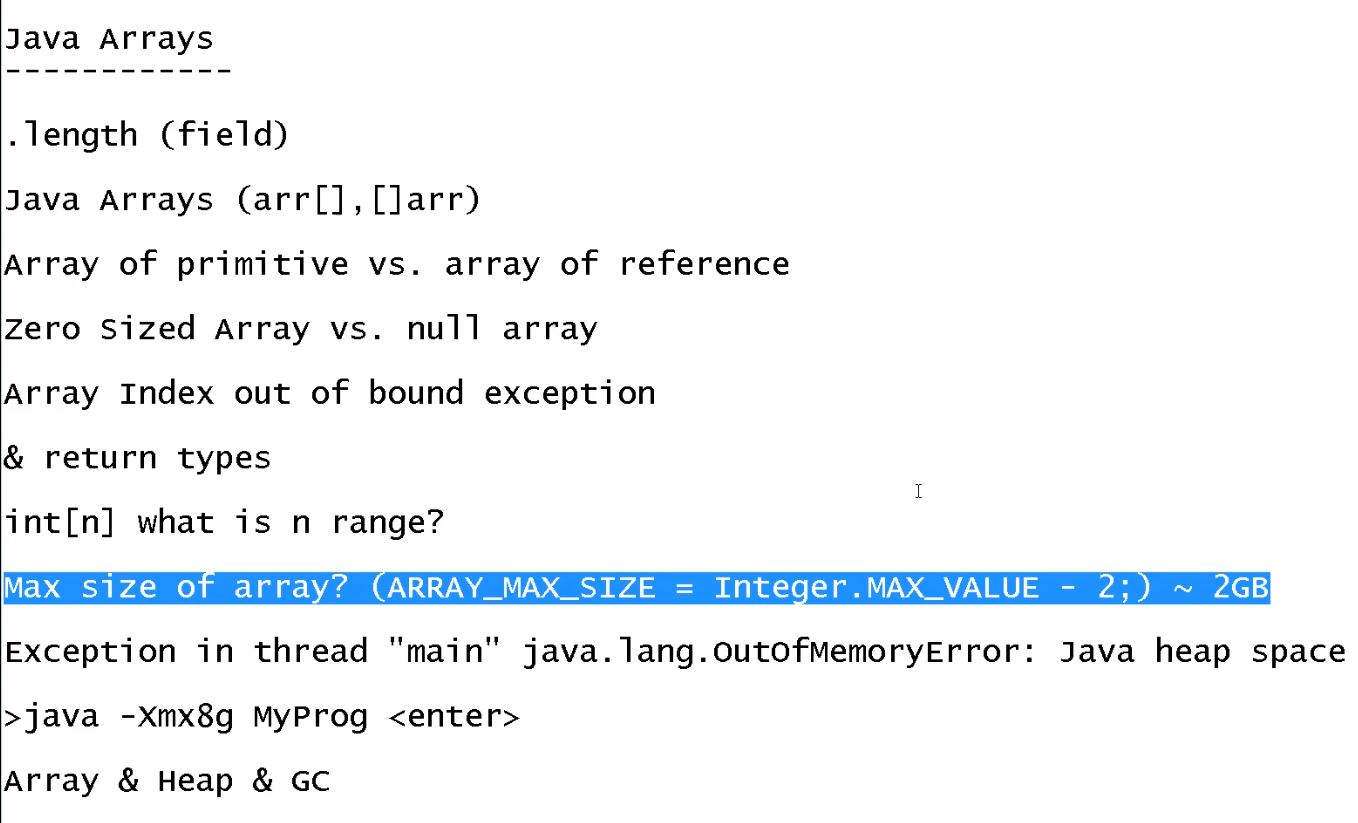 Java Arrays
------------
.length (field)
Java Arrays (arr[],[]arr)
Array of primitive vs. array of reference
Zero Sized Array vs. null array
Array Index out of bound exception
& return types
int[n] what is n range?
Max size of array? (ARRAY_MAX_SIZE = Integer.MAX_VALUE - 2;) ~ 2GB
Exception in thread "main" java.lang.OutOfMemoryError: Java heap space
>java -Xmx8g MyProg <enter>
Array & Heap & GC